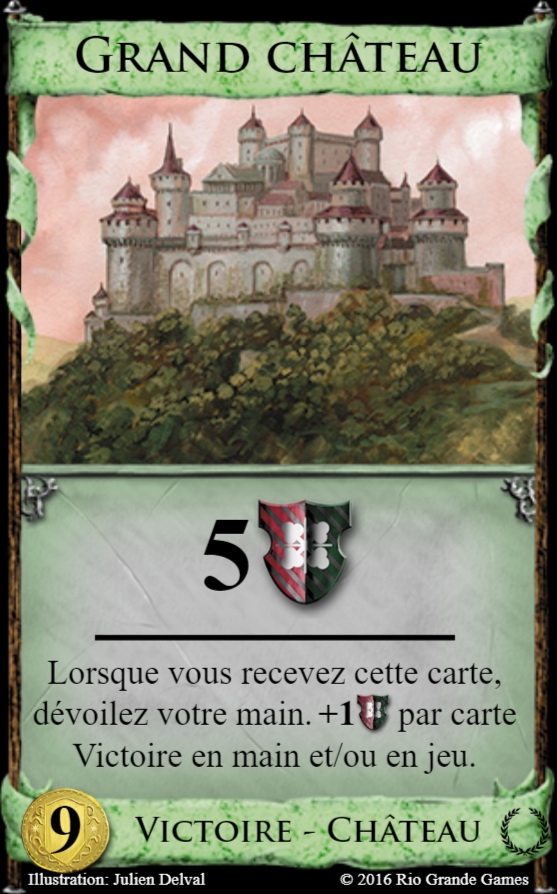 Grand château
5
Lorsque vous recevez cette carte,
dévoilez votre main. +1 par carte
Victoire en main et/ou en jeu.
9 Victoire - Château
Illustration: Julien Delval © 2016 Rio Grande Games